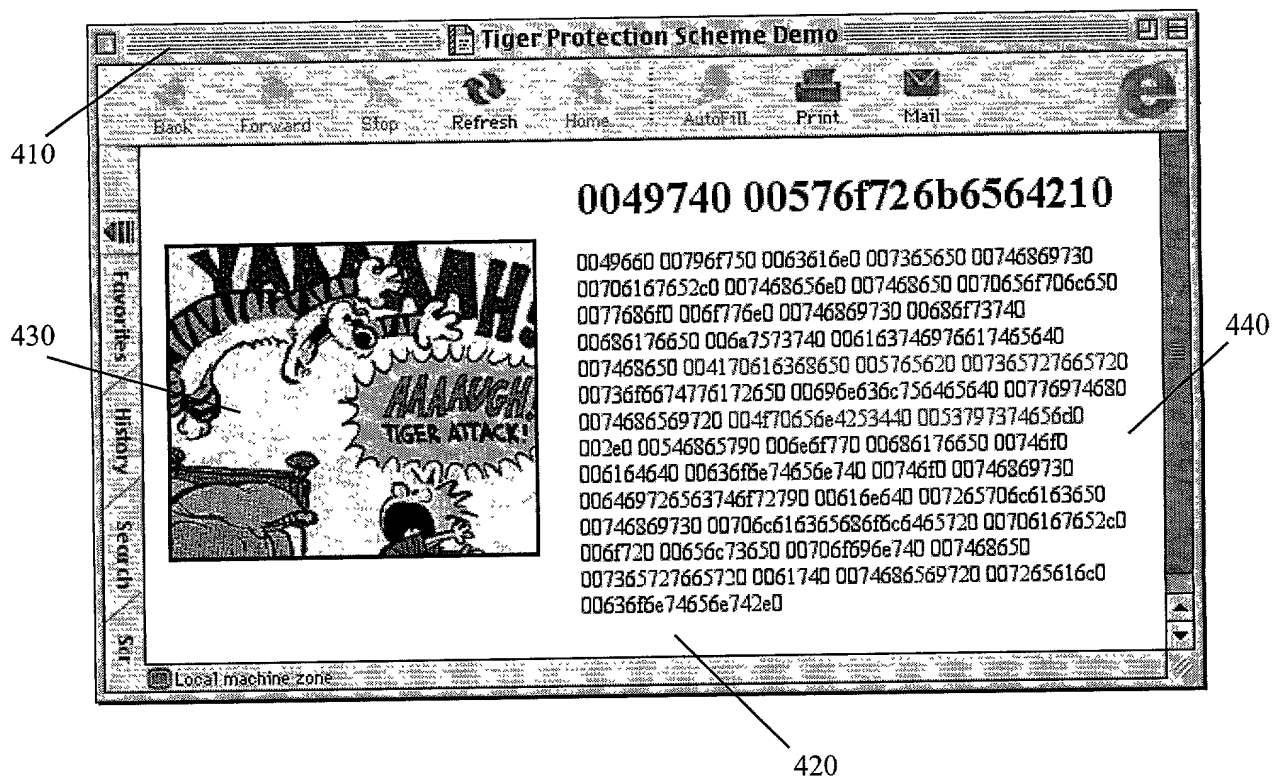 Tiger Protection Scheme Demo
Back Forward Stop Refresh Home AutoFill Print Mail
410
0049740 00576f726b6564210
0049660 00796f750 0063616e0 007365650 00746869730
00706167652c0 007468656e0 007468650 0070656f706c650
0077686f0 006f776e0 00746869730 00686f73740
00686176650 006a7573740 006163746976617465640
007468650 004170616368650 005765620 007365727665720
00736f6674776172650 00696e636c756465640 00776974680
0074686569720 004f70656e4253440 0053797374656d0
002e0 00546865790 006e6f770 00686176650 00746f0
006164640 00636f6e74656e740 00746f0 00746869730
006469726563746f72790 00616e640 007265706c6163650
00746869730 00706c616365686f6c6465720 00706167652c0
006f720 00656c73650 00706f696e740 007468650
007365727665720 0061740 0074686569720 007265616c0
00636f6e74656e742e0
AAAAUGH!
TIGER ATTACK!
Favorites
History
Search
430
440
Local machine zone
420